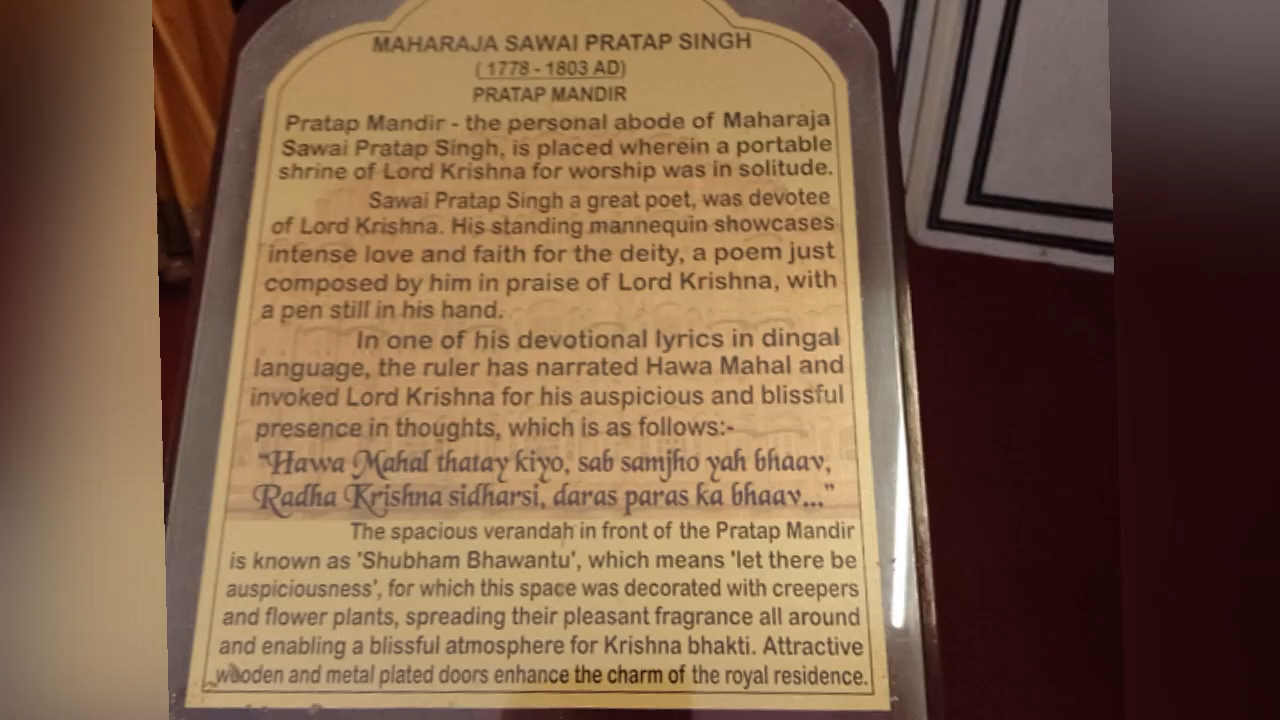 MAHARAJA SAWAI PRATAP SINGH
( 1778 - 1803 AD)
PRATAP MANDIR
Pratap Mandir - the personal abode of Maharaja
Sawai Pratap Singh, is placed wherein a portable
shrine of Lord Krishna for worship was in solitude.
Sawai Pratap Singh a great poet, was devotee
of Lord Krishna. His standing mannequin showcases
intense love and faith for the deity, a poem just
composed by him in praise of Lord Krishna, with
a pen still in his hand.
In one of his devotional lyrics in dingal
language, the ruler has narrated Hawa Mahal and
invoked Lord Krishna for his auspicious and blissful
presence in thoughts, which is as follows:-
"Hawa Mahal thatay kiyo, sab samjho yah bhaav,
Radha Krishna sidharsi, daras paras ka bhaav..."
The spacious verandah in front of the Pratap Mandir
is known as 'Shubham Bhawantu', which means 'let there be
auspiciousness', for which this space was decorated with creepers
and flower plants, spreading their pleasant fragrance all around
and enabling a blissful atmosphere for Krishna bhakti. Attractive
wooden and metal plated doors enhance the charm of the royal residence.